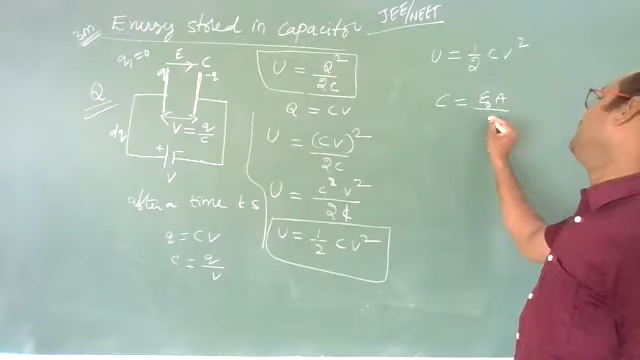 3m Energy stored in capacitor JEE/NEET
q₁=0
E
q C -q
Q
dq
V = q/c
+
V
after a time t s
q = CV
c = q/V
U = Q²/2c
Q = CV
U = (CV)²/2c
U = c²V²/2c
U = 1/2 CV²
U = 1/2 CV²
C = ε₀A